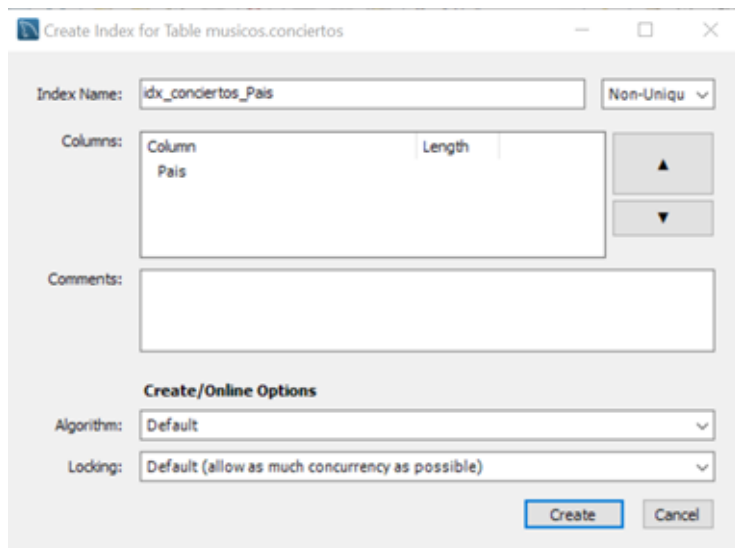 Create Index for Table musicos.conciertos
Index Name: idx_conciertos_Pais Non-Uniqu
Columns: Column Length
Pais
Comments:
Create/Online Options
Algorithm: Default
Locking: Default (allow as much concurrency as possible)
Create Cancel